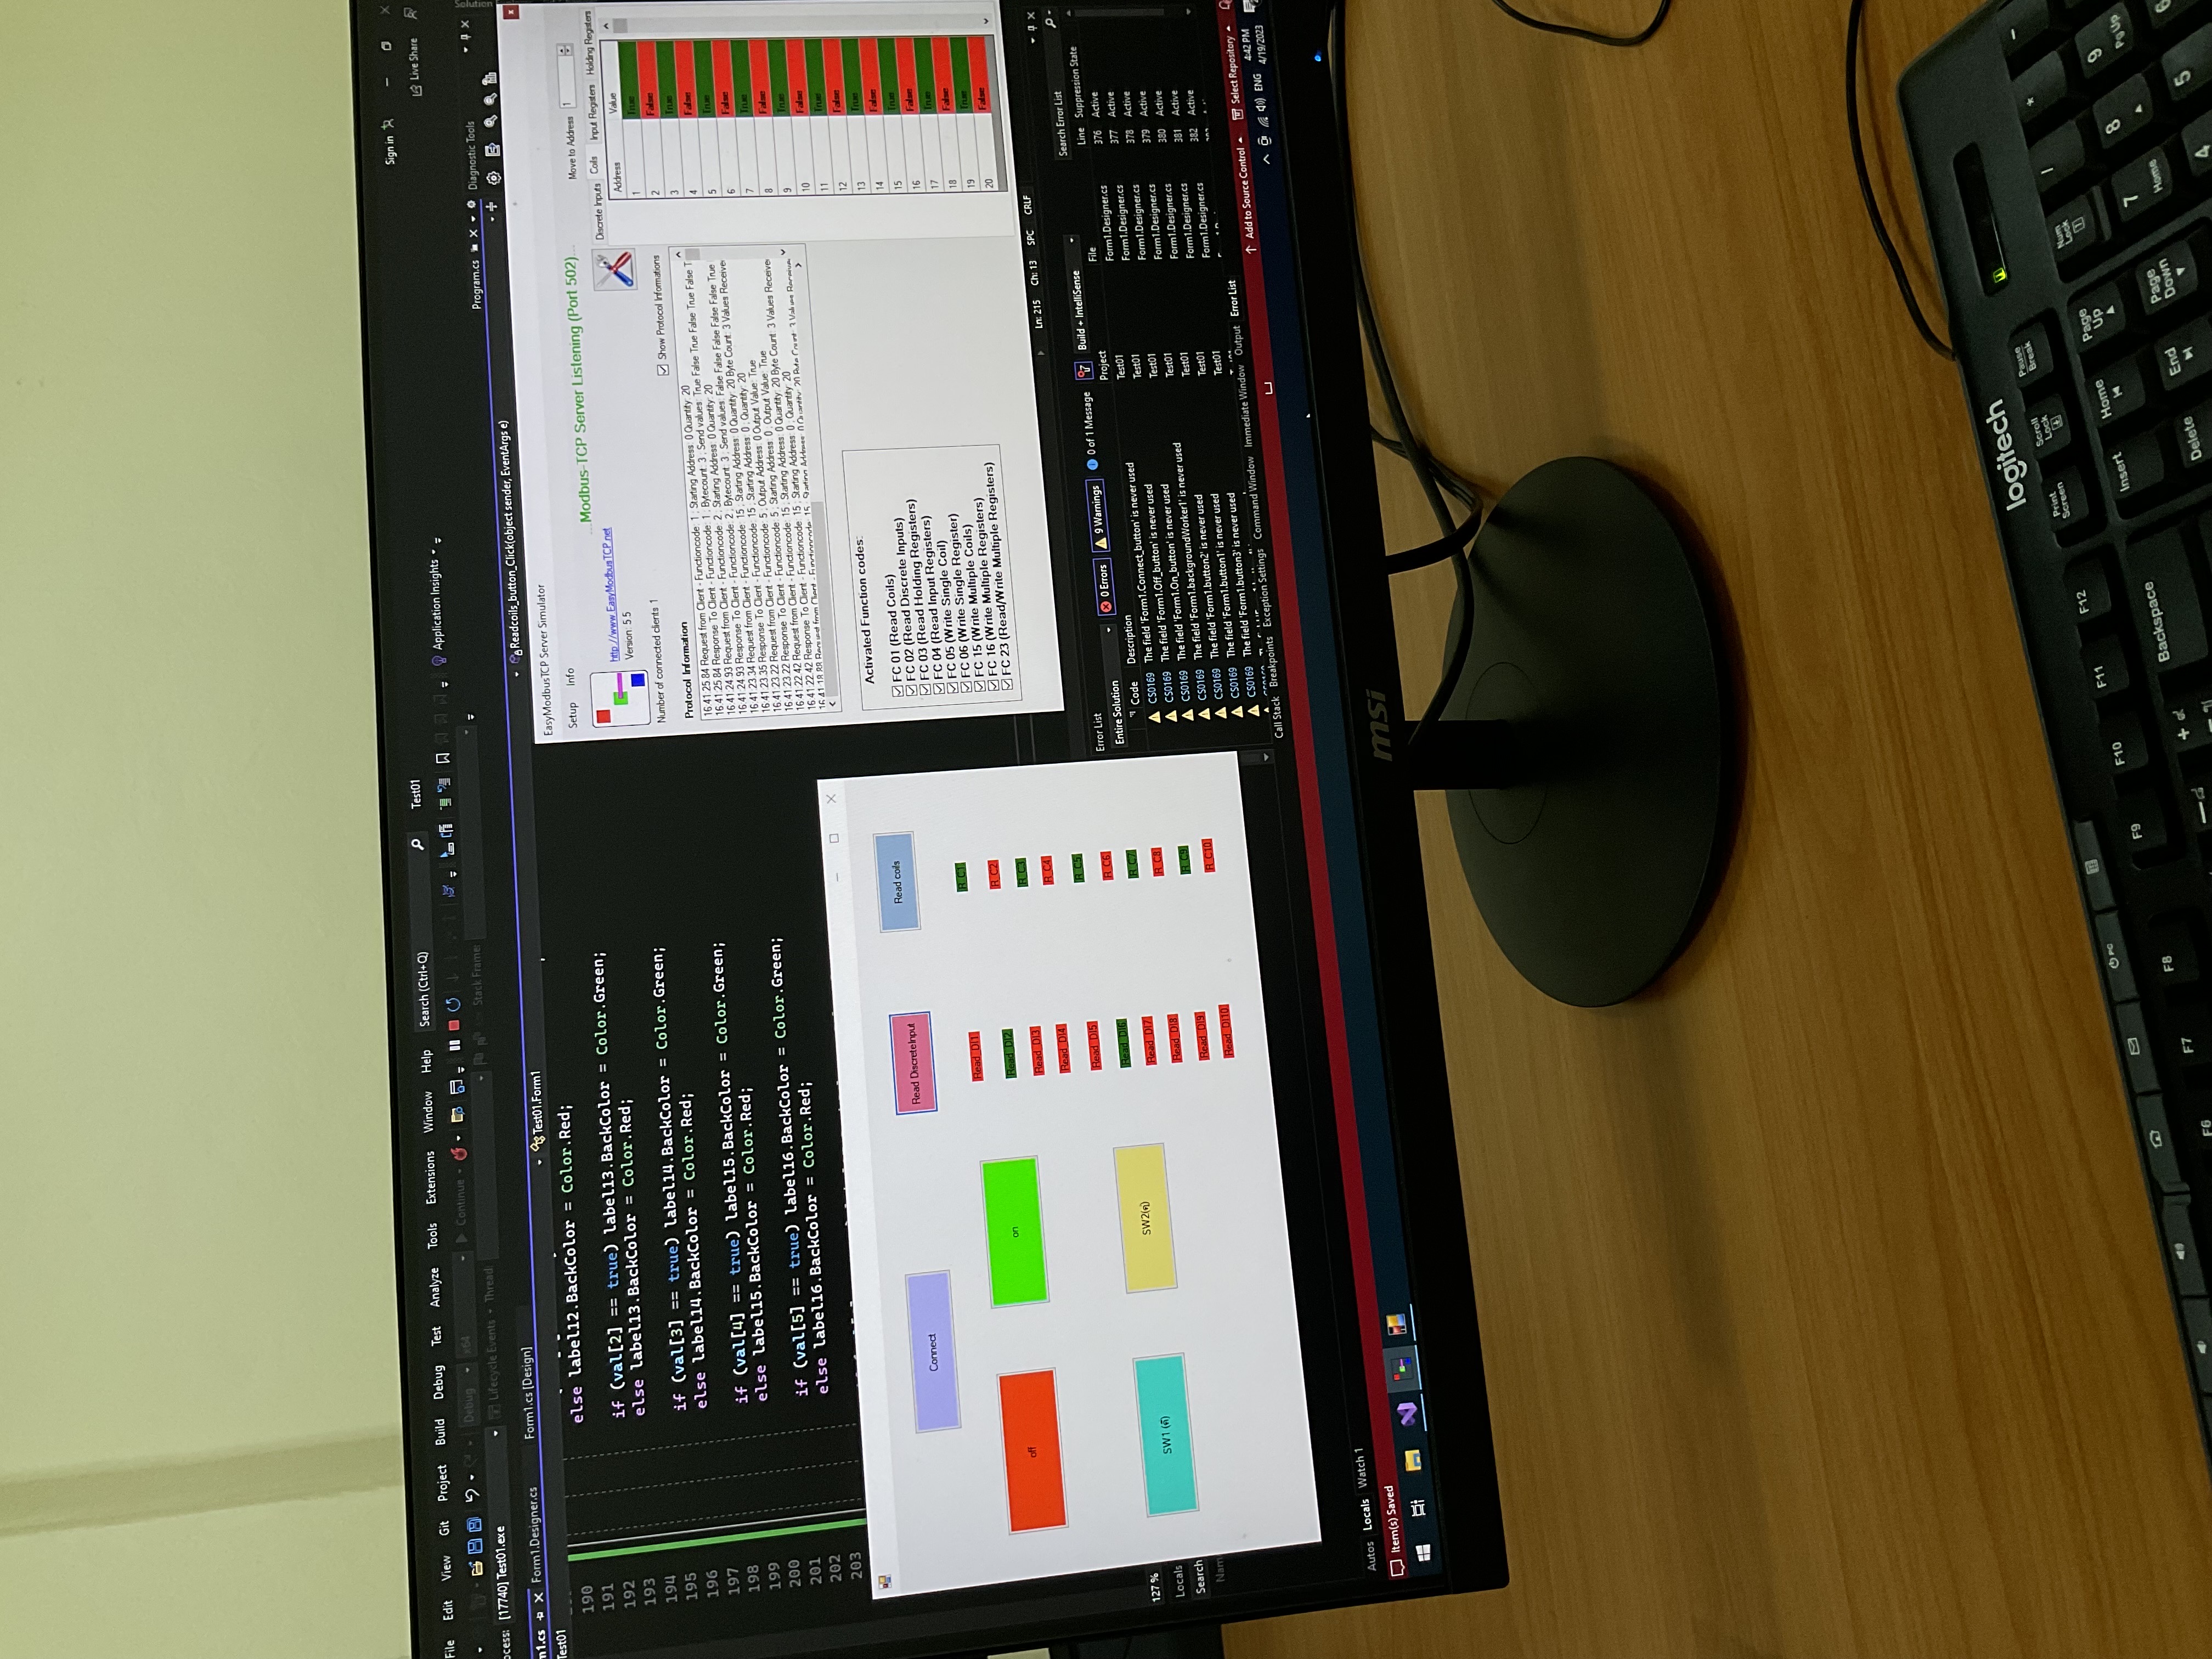 Sign in
File Edit View Git Project Build Debug Test Analyze Tools Extensions Window Help Search (Ctrl+Q) Test01
Live Share
Debug x64 Continue Application Insights
ocess: [17740] Test01.exe Lifecycle Events Thread: Stack Frame:
Program.cs Diagnostic Tools
m1.cs Form1.Designer.cs Form1.cs [Design]
Test01 Test01.Form1 Readcoils_button_Click(object sender, EventArgs e)
190 else label12.BackColor = Color.Red;
191
192 if (val[2] == true) label13.BackColor = Color.Green;
193 else label13.BackColor = Color.Red;
194
195 if (val[3] == true) label14.BackColor = Color.Green;
196 else label14.BackColor = Color.Red;
197
198 if (val[4] == true) label15.BackColor = Color.Green;
199 else label15.BackColor = Color.Red;
200
201 if (val[5] == true) label16.BackColor = Color.Green;
202 else label16.BackColor = Color.Red;
203
127 %
Locals
Search
Nam
Connect
Read DiscreteInput
Read coils
off
on
SW1 (คี่)
SW2(คู่)
Read_DI1
Read_DI2
Read_DI3
Read_DI4
Read_DI5
Read_DI6
Read_DI7
Read_DI8
Read_DI9
Read_DI10
R_C1
R_C2
R_C3
R_C4
R_C5
R_C6
R_C7
R_C8
R_C9
R_C10
EasyModbusTCP Server Simulator
Setup Info
...Modbus-TCP Server Listening (Port 502)...
http://www.EasyModbusTCP.net
Version: 5.5
Number of connected clients 1
Show Protocol Informations
Protocol Information
16:41:25.84 Request from Client - Functioncode: 1 ; Starting Address: 0 Quantity: 20
16:41:25.84 Response To Client - Functioncode: 1 ; Bytecount: 3 ; Send values: True False True False True False T
16:41:24.93 Request from Client - Functioncode: 2 ; Starting Address: 0 Quantity: 20
16:41:24.93 Response To Client - Functioncode: 2 ; Bytecount: 3 ; Send values: False False False False False True
16:41:23.34 Request from Client - Functioncode: 15 ; Starting Address: 0 Quantity: 20 Byte Count: 3 Values Receive
16:41:23.35 Response To Client - Functioncode: 15 ; Starting Address: 0 ; Quantity: 20
16:41:23.22 Request from Client - Functioncode: 5 ; Output Address: 0 Output Value: True
16:41:23.22 Response To Client - Functioncode: 5 ; Starting Address: 0 ; Output Value: True
16:41:22.42 Request from Client - Functioncode: 15 ; Starting Address: 0 Quantity: 20 Byte Count: 3 Values Receive
16:41:22.42 Response To Client - Functioncode: 15 ; Starting Address: 0 ; Quantity: 20
16:41:18.88 Request from Client - Functioncode: 15 ; Starting Address: 0 Quantity: 20 Byte Count: 3 Values Receive
Activated Function codes:
FC 01 (Read Coils)
FC 02 (Read Discrete Inputs)
FC 03 (Read Holding Registers)
FC 04 (Read Input Registers)
FC 05 (Write Single Coil)
FC 06 (Write Single Register)
FC 15 (Write Multiple Coils)
FC 16 (Write Multiple Registers)
FC 23 (Read/Write Multiple Registers)
Move to Address 1
Discrete Inputs Coils Input Registers Holding Registers
Address Value
1 True
2 False
3 True
4 False
5 True
6 False
7 True
8 False
9 True
10 False
11 True
12 False
13 True
14 False
15 True
16 False
17 True
18 False
19 True
20 False
Ln: 215 Ch: 13 SPC CRLF
Error List
Entire Solution 0 Errors 9 Warnings 0 of 1 Message Build + IntelliSense Search Error List
Code Description Project File Line Suppression State
CS0169 The field 'Form1.Connect_button' is never used Test01 Form1.Designer.cs 376 Active
CS0169 The field 'Form1.Off_button' is never used Test01 Form1.Designer.cs 377 Active
CS0169 The field 'Form1.On_button' is never used Test01 Form1.Designer.cs 378 Active
CS0169 The field 'Form1.backgroundWorker1' is never used Test01 Form1.Designer.cs 379 Active
CS0169 The field 'Form1.button2' is never used Test01 Form1.Designer.cs 380 Active
CS0169 The field 'Form1.button1' is never used Test01 Form1.Designer.cs 381 Active
CS0169 The field 'Form1.button3' is never used Test01 Form1.Designer.cs 382 Active
Call Stack Breakpoints Exception Settings Command Window Immediate Window Output Error List
Autos Locals Watch 1
Item(s) Saved
Add to Source Control Select Repository
ENG 4:42 PM
4/19/2023
msi
logitech
Print Screen
Scroll Lock
Pause Break
F6
F7
F8
F9
F10
F11
F12
PC
Backspace
Insert
Home
Page Up
Num Lock
/
*
-
Delete
End
Page Down
7 Home
8
9 Pg Up
4
5
6